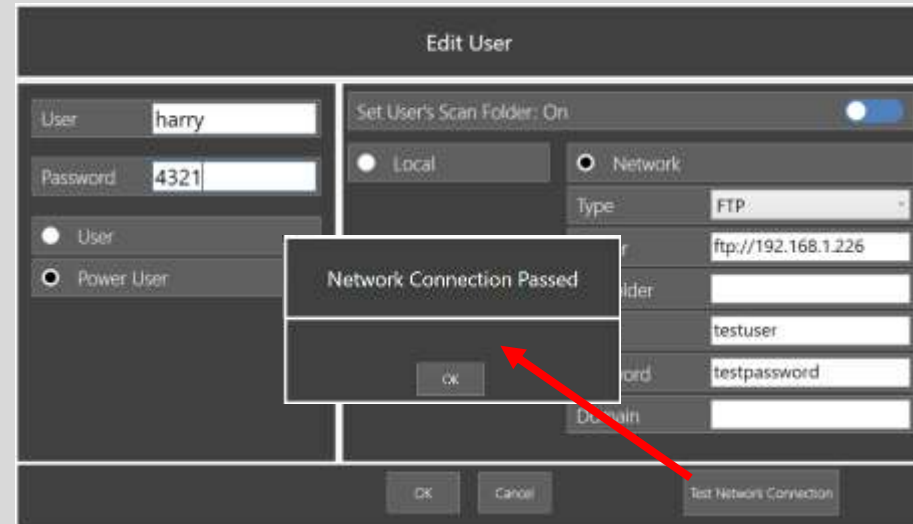 Edit User
User
harry
Password
4321
User
Power User
Set User's Scan Folder: On
Local
Network
Type
FTP
ftp://192.168.1.226
testuser
testpassword
Domain
Network Connection Passed
OK
OK
Cancel
Test Network Connection